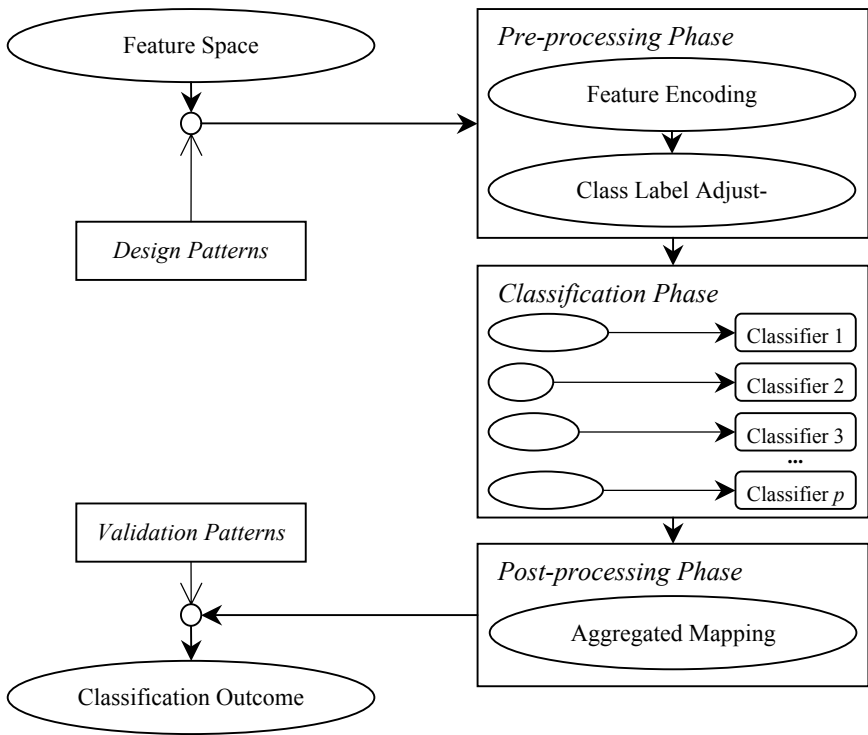 Feature Space
Pre-processing Phase
Feature Encoding
Class Label Adjust-
Design Patterns
Classification Phase
Classifier 1
Classifier 2
Classifier 3
...
Classifier p
Validation Patterns
Post-processing Phase
Aggregated Mapping
Classification Outcome